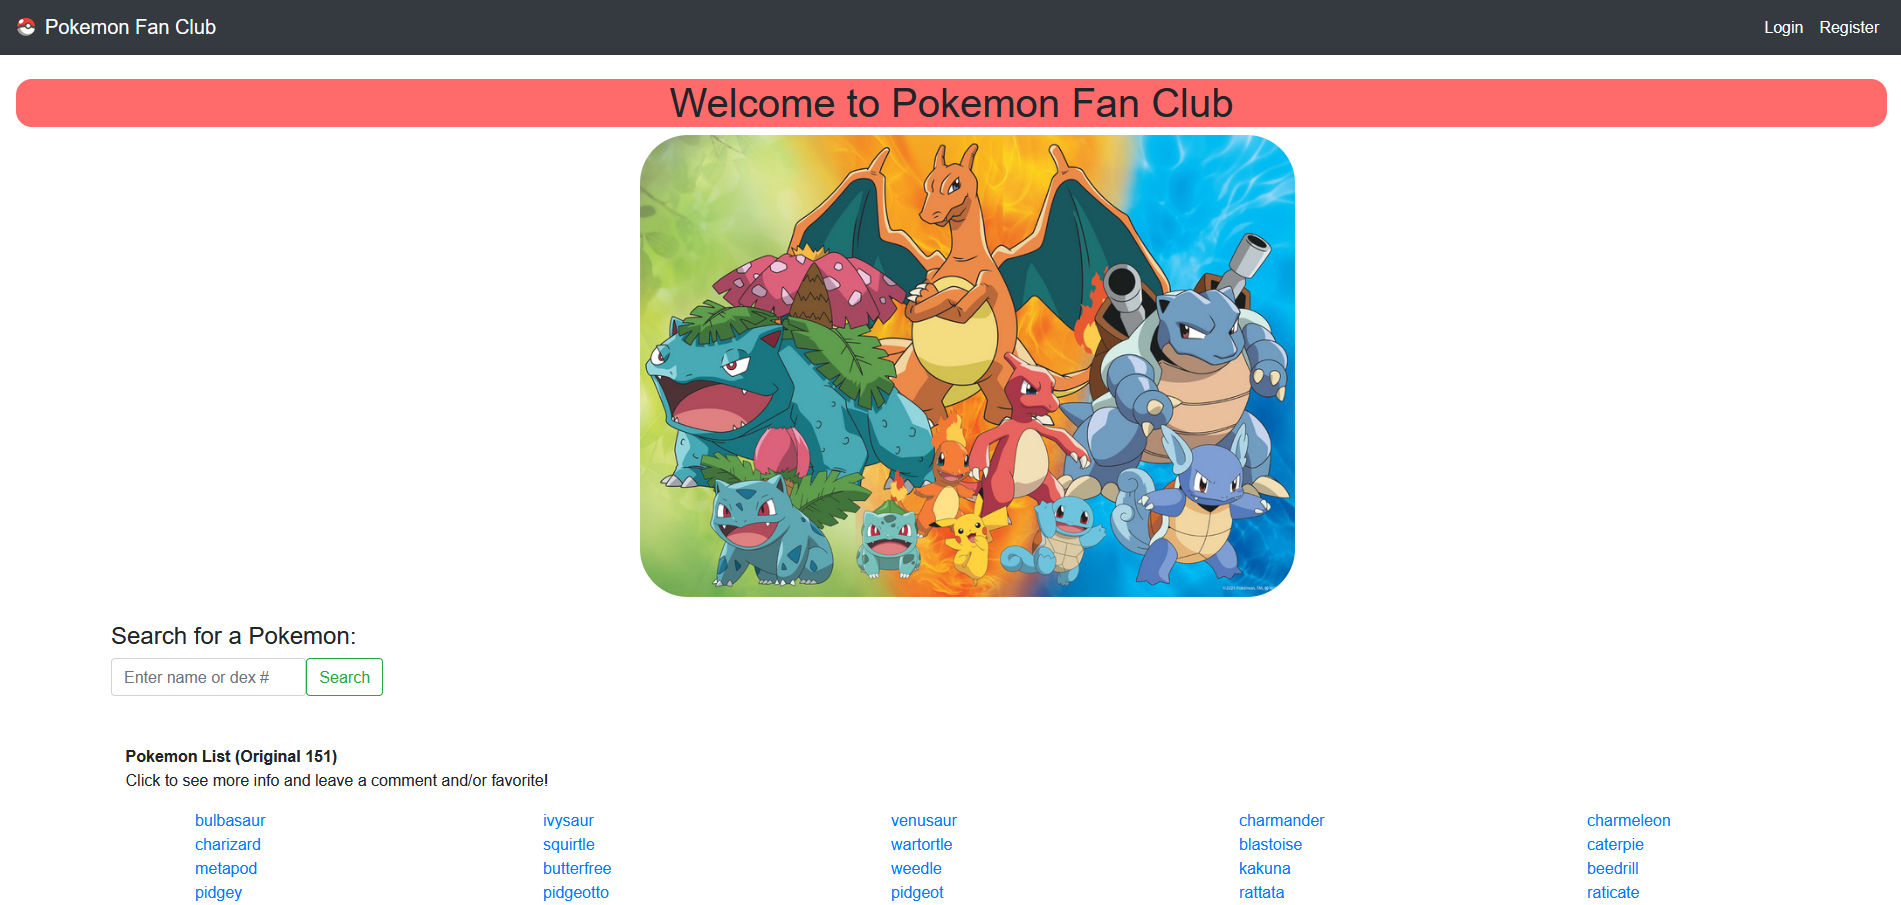 Pokemon Fan Club
Login Register
Welcome to Pokemon Fan Club
Search for a Pokemon:
Enter name or dex # Search
Pokemon List (Original 151)
Click to see more info and leave a comment and/or favorite!
bulbasaur ivysaur venusaur charmander charmeleon
charizard squirtle wartortle blastoise caterpie
metapod butterfree weedle kakuna beedrill
pidgey pidgeotto pidgeot rattata raticate